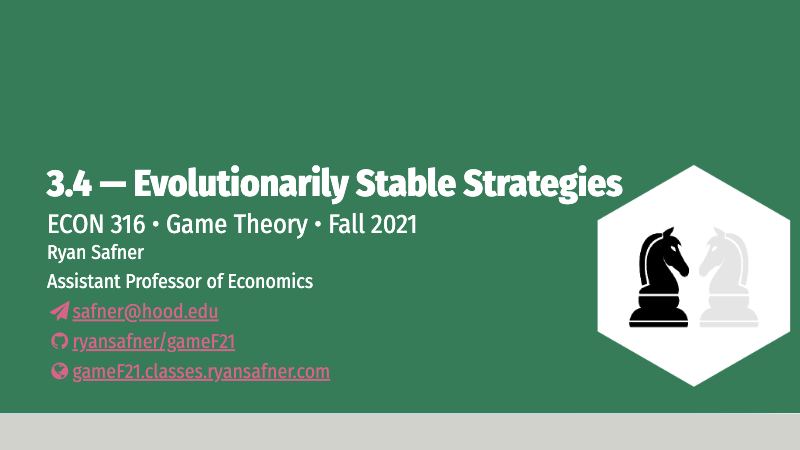 3.4 — Evolutionarily Stable Strategies
ECON 316 • Game Theory • Fall 2021
Ryan Safner
Assistant Professor of Economics
safner@hood.edu
ryansafner/gameF21
gameF21.classes.ryansafner.com